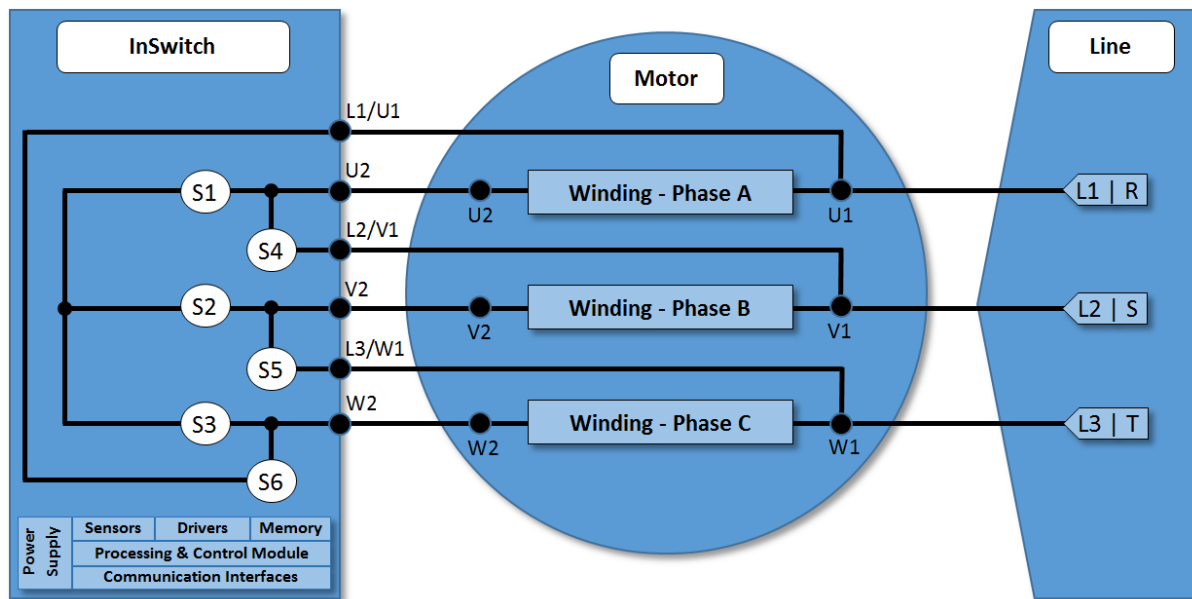 InSwitch
Motor
Line
L1/U1
S1
U2
U2
Winding - Phase A
U1
L1 | R
S4
L2/V1
S2
V2
V2
Winding - Phase B
V1
L2 | S
S5
L3/W1
S3
W2
W2
Winding - Phase C
W1
L3 | T
S6
Power
Supply
Sensors
Drivers
Memory
Processing & Control Module
Communication Interfaces